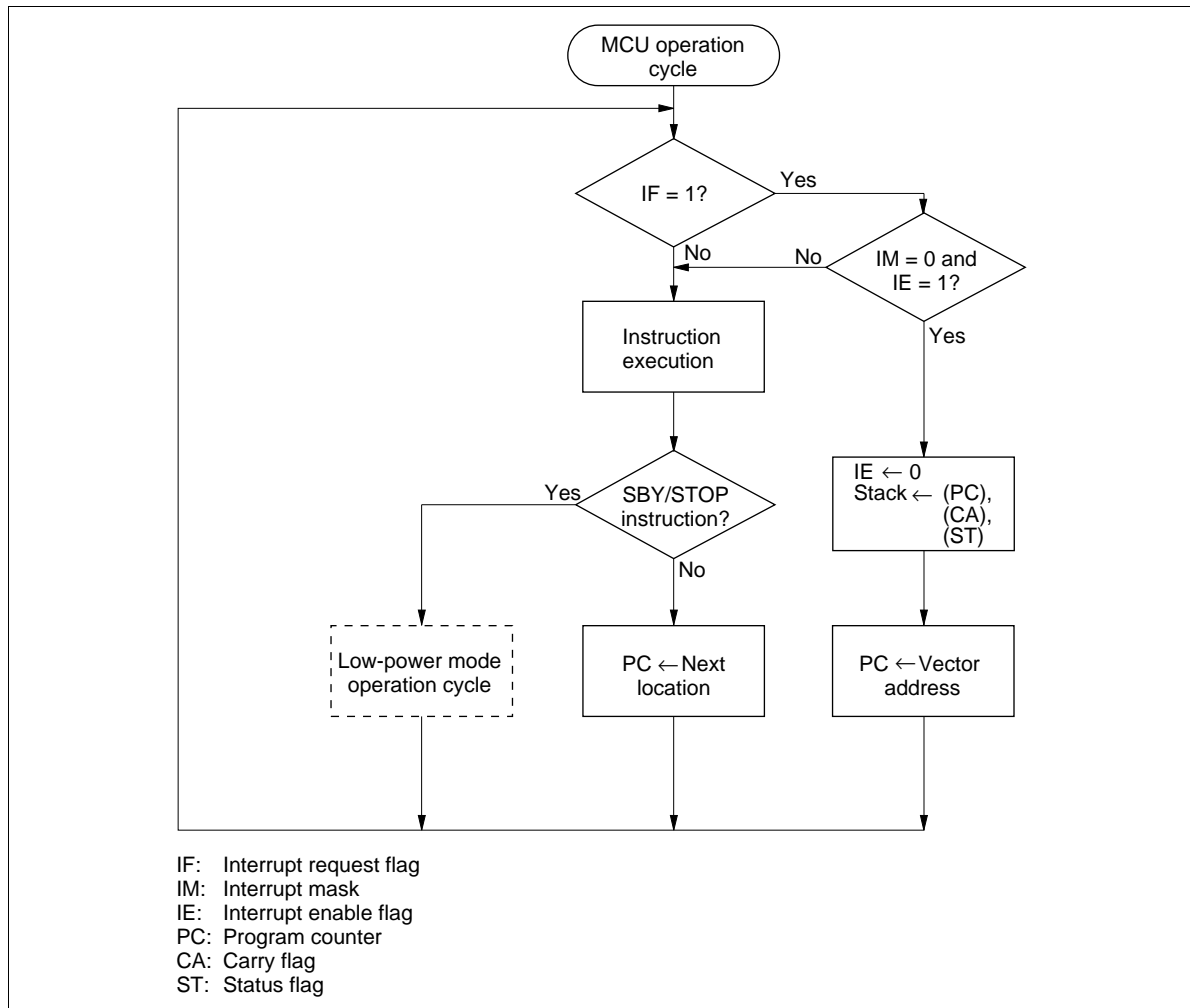 MCU operation
cycle
IF = 1?
Yes
No
No
IM = 0 and
IE = 1?
Yes
Instruction
execution
Yes
SBY/STOP
instruction?
No
IE ← 0
Stack ← (PC),
(CA),
(ST)
Low-power mode
operation cycle
PC ← Next
location
PC ← Vector
address
IF: Interrupt request flag
IM: Interrupt mask
IE: Interrupt enable flag
PC: Program counter
CA: Carry flag
ST: Status flag